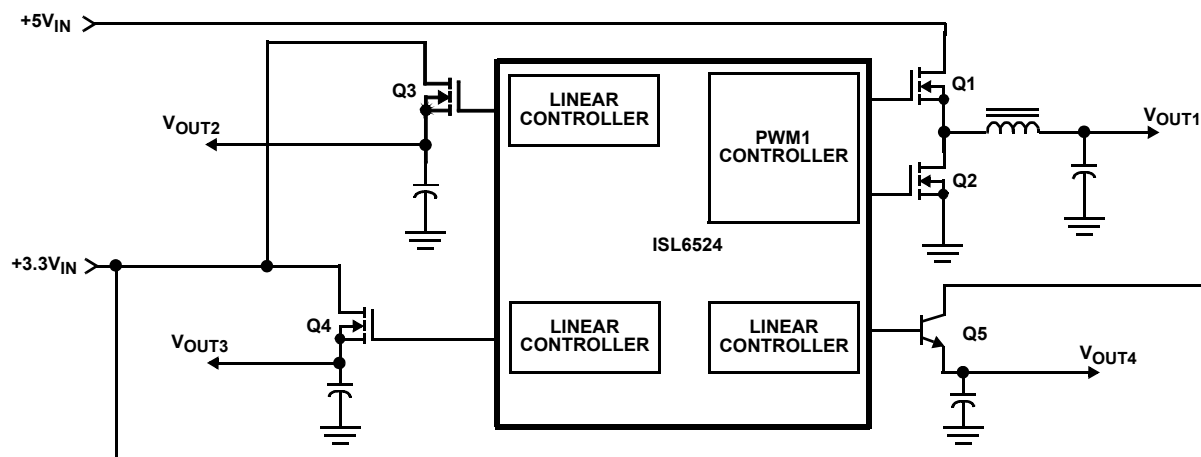 +5VIN
Q3
LINEAR
CONTROLLER
PWM1
CONTROLLER
Q1
VOUT2
VOUT1
Q2
ISL6524
+3.3VIN
Q4
LINEAR
CONTROLLER
LINEAR
CONTROLLER
Q5
VOUT3
VOUT4